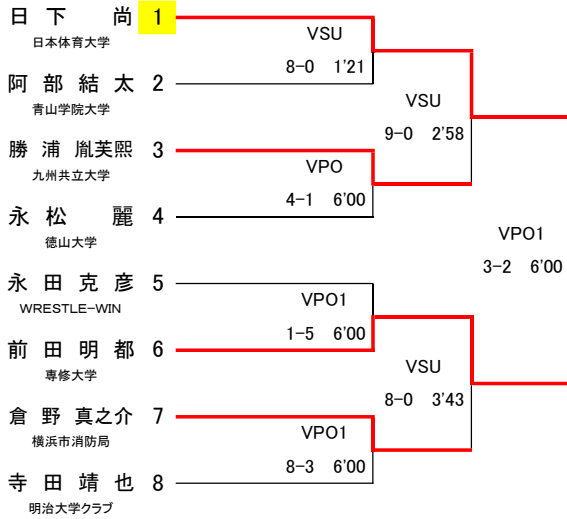 日 下 尚 1
日本体育大学
VSU
8-0 1'21
阿 部 結 太 2
青山学院大学
VSU
9-0 2'58
勝 浦 胤芙煕 3
九州共立大学
VPO
4-1 6'00
永 松 麗 4
徳山大学
VPO1
3-2 6'00
永 田 克 彦 5
WRESTLE-WIN
VPO1
1-5 6'00
前 田 明 都 6
専修大学
VSU
8-0 3'43
倉 野 真之介 7
横浜市消防局
VPO1
8-3 6'00
寺 田 靖 也 8
明治大学クラブ